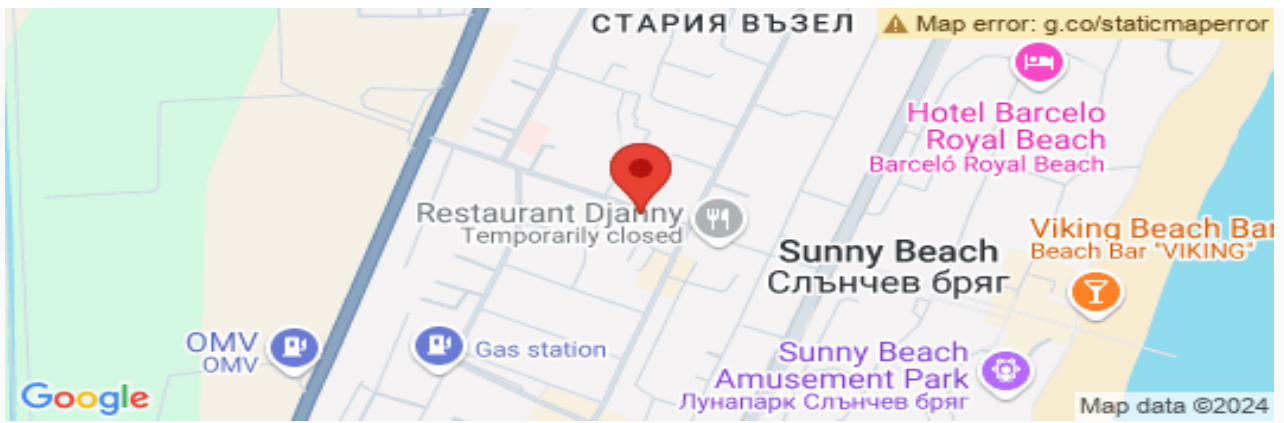 СТАРИЯ ВЪЗЕЛ
Map error: g.co/staticmaperror
Hotel Barcelo
Royal Beach
Barceló Royal Beach
Restaurant Djanny
Temporarily closed
Viking Beach Bar
Beach Bar "VIKING"
Sunny Beach
Слънчев бряг
OMV
OMV
Gas station
Sunny Beach
Amusement Park
Лунапарк Слънчев бряг
Google
Map data ©2024